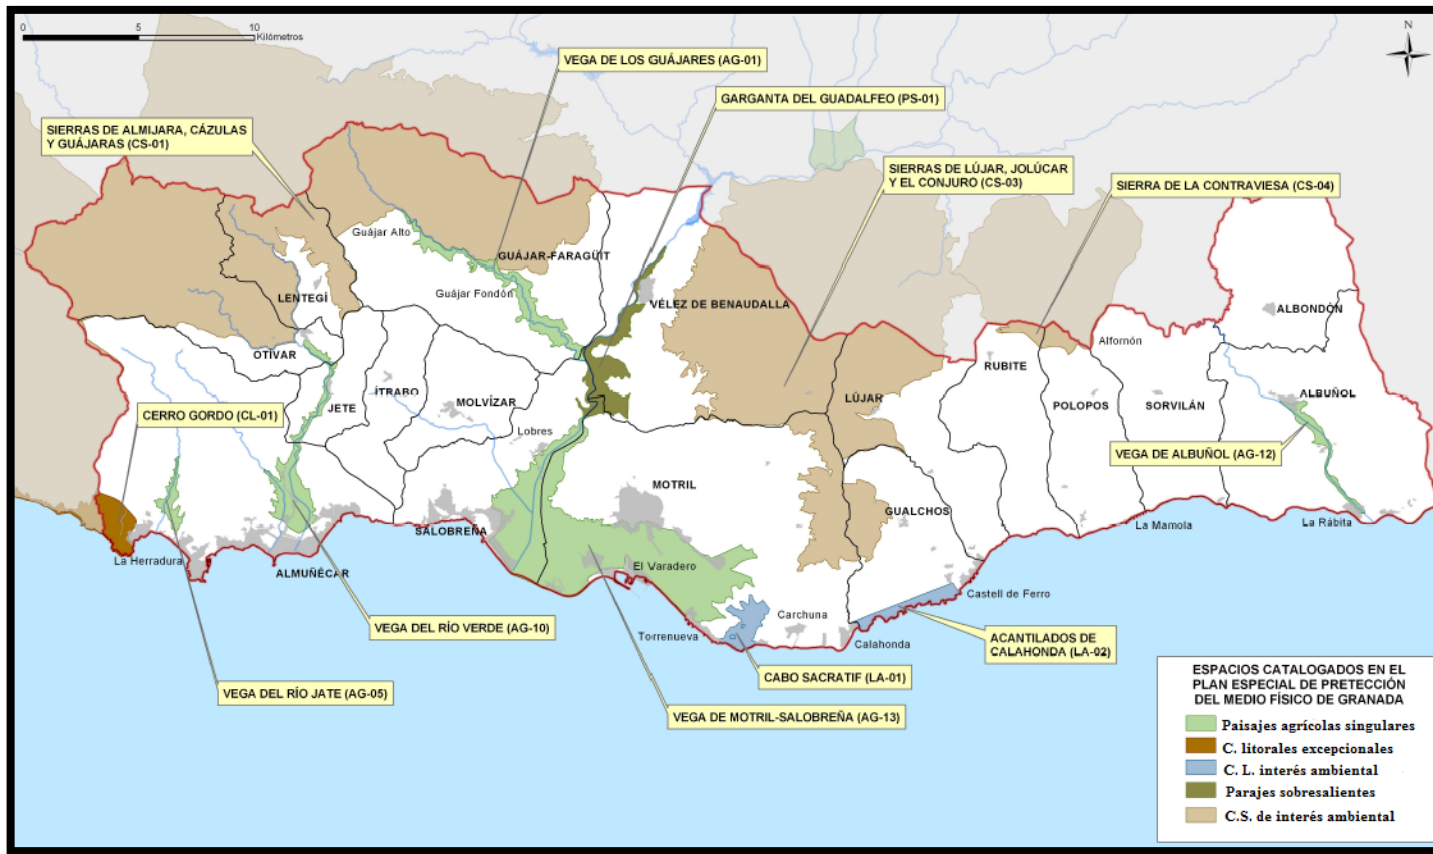 0 5 10
Kilómetros
N
VEGA DE LOS GUÁJARES (AG-01)
GARGANTA DEL GUADALFEO (PS-01)
SIERRAS DE ALMIJARA, CÁZULAS
Y GUÁJARAS (CS-01)
SIERRAS DE LÚJAR, JOLÚCAR
Y EL CONJURO (CS-03)
SIERRA DE LA CONTRAVIESA (CS-04)
Guájar Alto
GUÁJAR-FARAGÜIT
LENTEGÍ
Guájar Fondón
VÉLEZ DE BENAUDALLA
ALBONDÓN
OTÍVAR
Alfornón
RUBITE
ÍTRABO
JETE
MOLVÍZAR
LÚJAR
POLOPOS
SORVILÁN
ALBUÑOL
CERRO GORDO (CL-01)
Lobres
VEGA DE ALBUÑOL (AG-12)
MOTRIL
GUALCHOS
SALOBREÑA
La Mamola
La Rábita
La Herradura
ALMUÑÉCAR
El Varadero
Castell de Ferro
Carchuna
VEGA DEL RÍO VERDE (AG-10)
Torrenueva
Calahonda
ACANTILADOS DE
CALAHONDA (LA-02)
CABO SACRATIF (LA-01)
VEGA DEL RÍO JATE (AG-05)
VEGA DE MOTRIL-SALOBREÑA (AG-13)
ESPACIOS CATALOGADOS EN EL
PLAN ESPECIAL DE PRETECCIÓN
DEL MEDIO FÍSICO DE GRANADA
Paisajes agrícolas singulares
C. litorales excepcionales
C. L. interés ambiental
Parajes sobresalientes
C.S. de interés ambiental